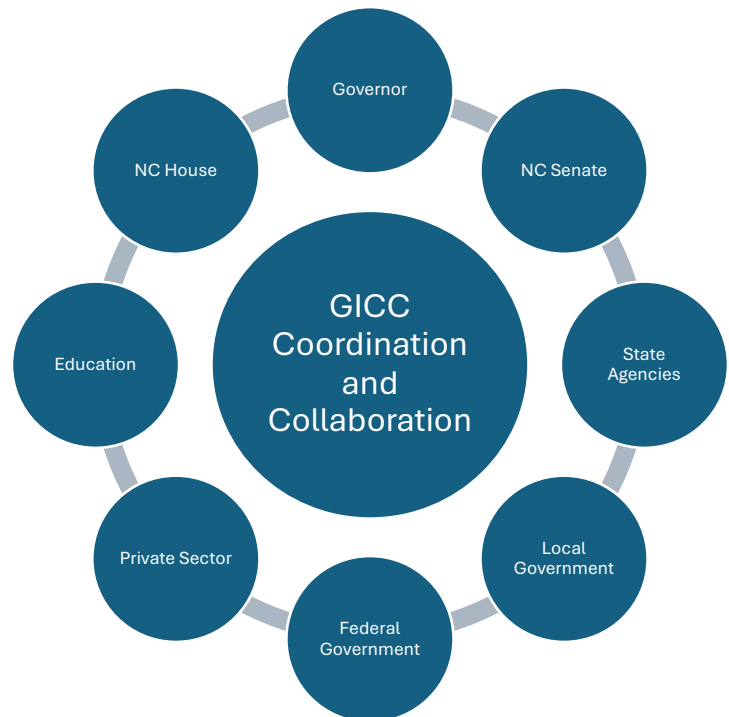 Governor
NC House
NC Senate
GICC
Coordination
and
Collaboration
Education
State
Agencies
Private Sector
Local
Government
Federal
Government